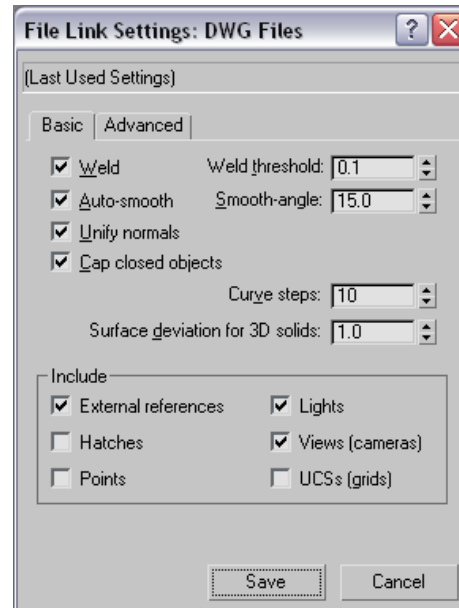 File Link Settings: DWG Files
(Last Used Settings)
Basic Advanced
Weld Weld threshold: 0.1
Auto-smooth Smooth-angle: 15.0
Unify normals
Cap closed objects
Curve steps: 10
Surface deviation for 3D solids: 1.0
Include
External references Lights
Hatches Views (cameras)
Points UCSs (grids)
Save Cancel